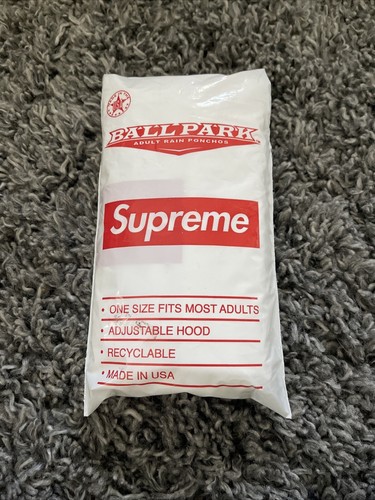 BALL PARK
ADULT RAIN PONCHOS
Supreme
• ONE SIZE FITS MOST ADULTS
• ADJUSTABLE HOOD
• RECYCLABLE
• MADE IN USA